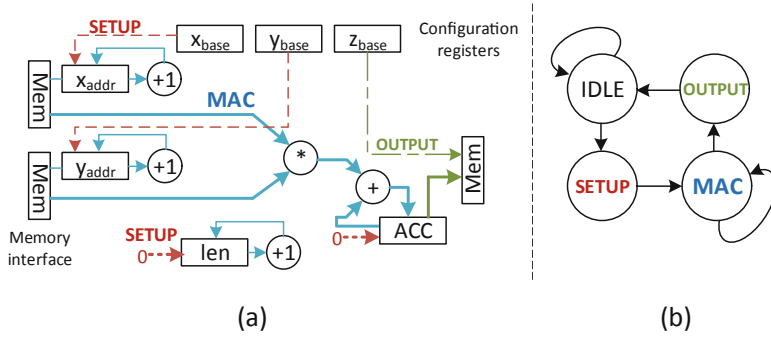 SETUP
x_base
y_base
z_base
Configuration
registers
Mem
x_addr
+1
MAC
IDLE
OUTPUT
Mem
y_addr
+1
*
OUTPUT
Mem
+
SETUP
MAC
Memory
interface
SETUP
0
len
+1
0
ACC
(a)
(b)